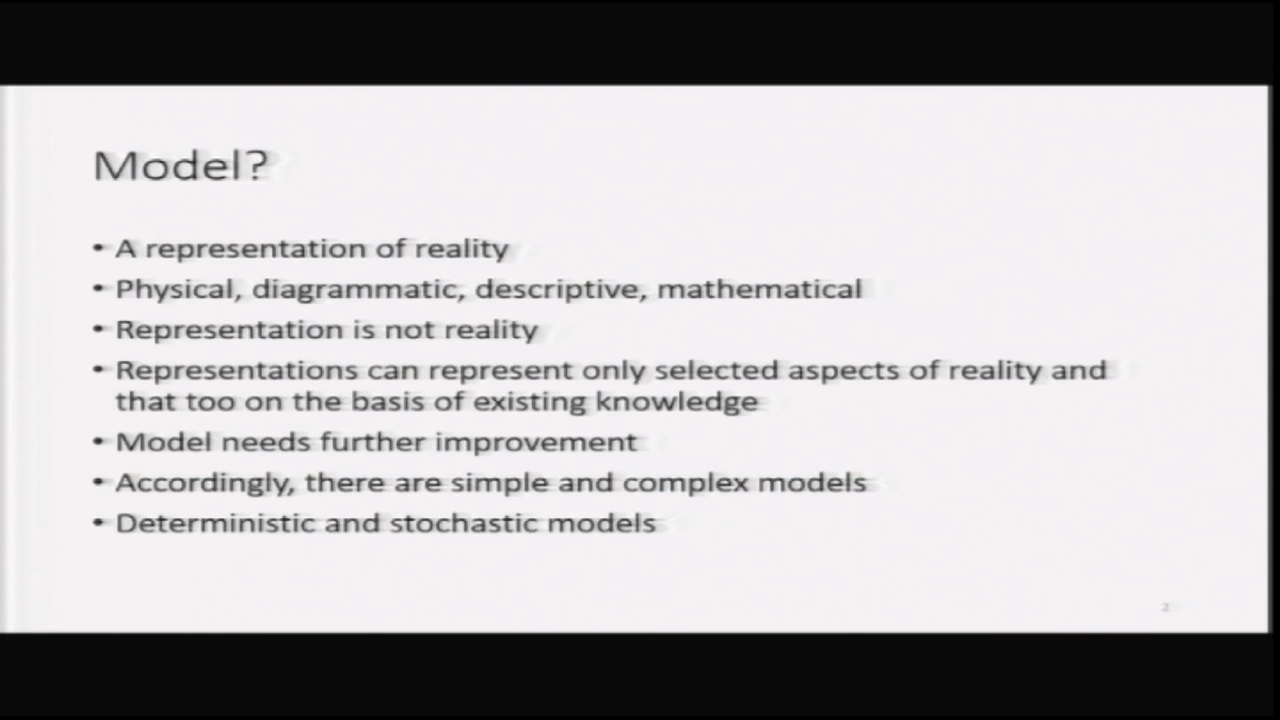 Model?
• A representation of reality
• Physical, diagrammatic, descriptive, mathematical
• Representation is not reality
• Representations can represent only selected aspects of reality and
that too on the basis of existing knowledge
• Model needs further improvement
• Accordingly, there are simple and complex models
• Deterministic and stochastic models
2